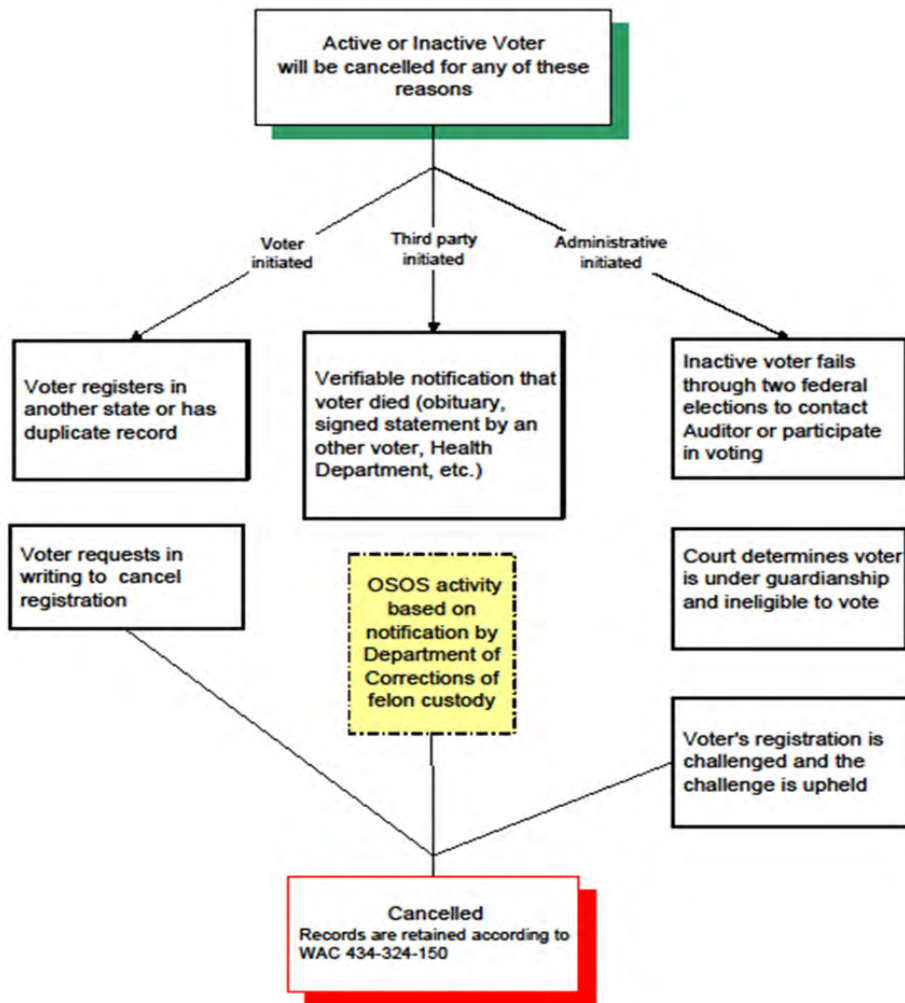 Active or Inactive Voter
will be cancelled for any of these
reasons
Voter
initiated
Third party
initiated
Administrative
initiated
Voter registers in
another state or has
duplicate record
Verifiable notification that
voter died (obituary,
signed statement by an
other voter, Health
Department, etc.)
Inactive voter fails
through two federal
elections to contact
Auditor or participate
in voting
Voter requests in
writing to cancel
registration
OSOS activity
based on
notification by
Department of
Corrections of
felon custody
Court determines voter
is under guardianship
and ineligible to vote
Voter's registration is
challenged and the
challenge is upheld
Cancelled
Records are retained according to
WAC 434-324-150